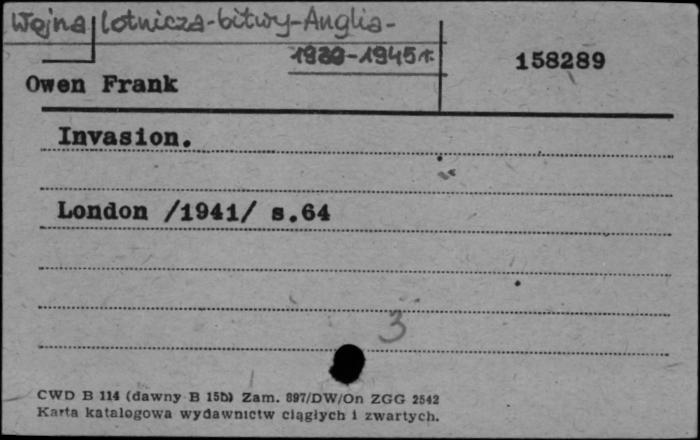 Wojna lotnicza-bitwy-Anglia-
1939-1945 r.
158289
Owen Frank
Invasion.
London /1941/ s.64
3
CWD B 114 (dawny B 15b) Zam. 897/DW/On ZGG 2542
Karta katalogowa wydawnictw ciągłych i zwartych.